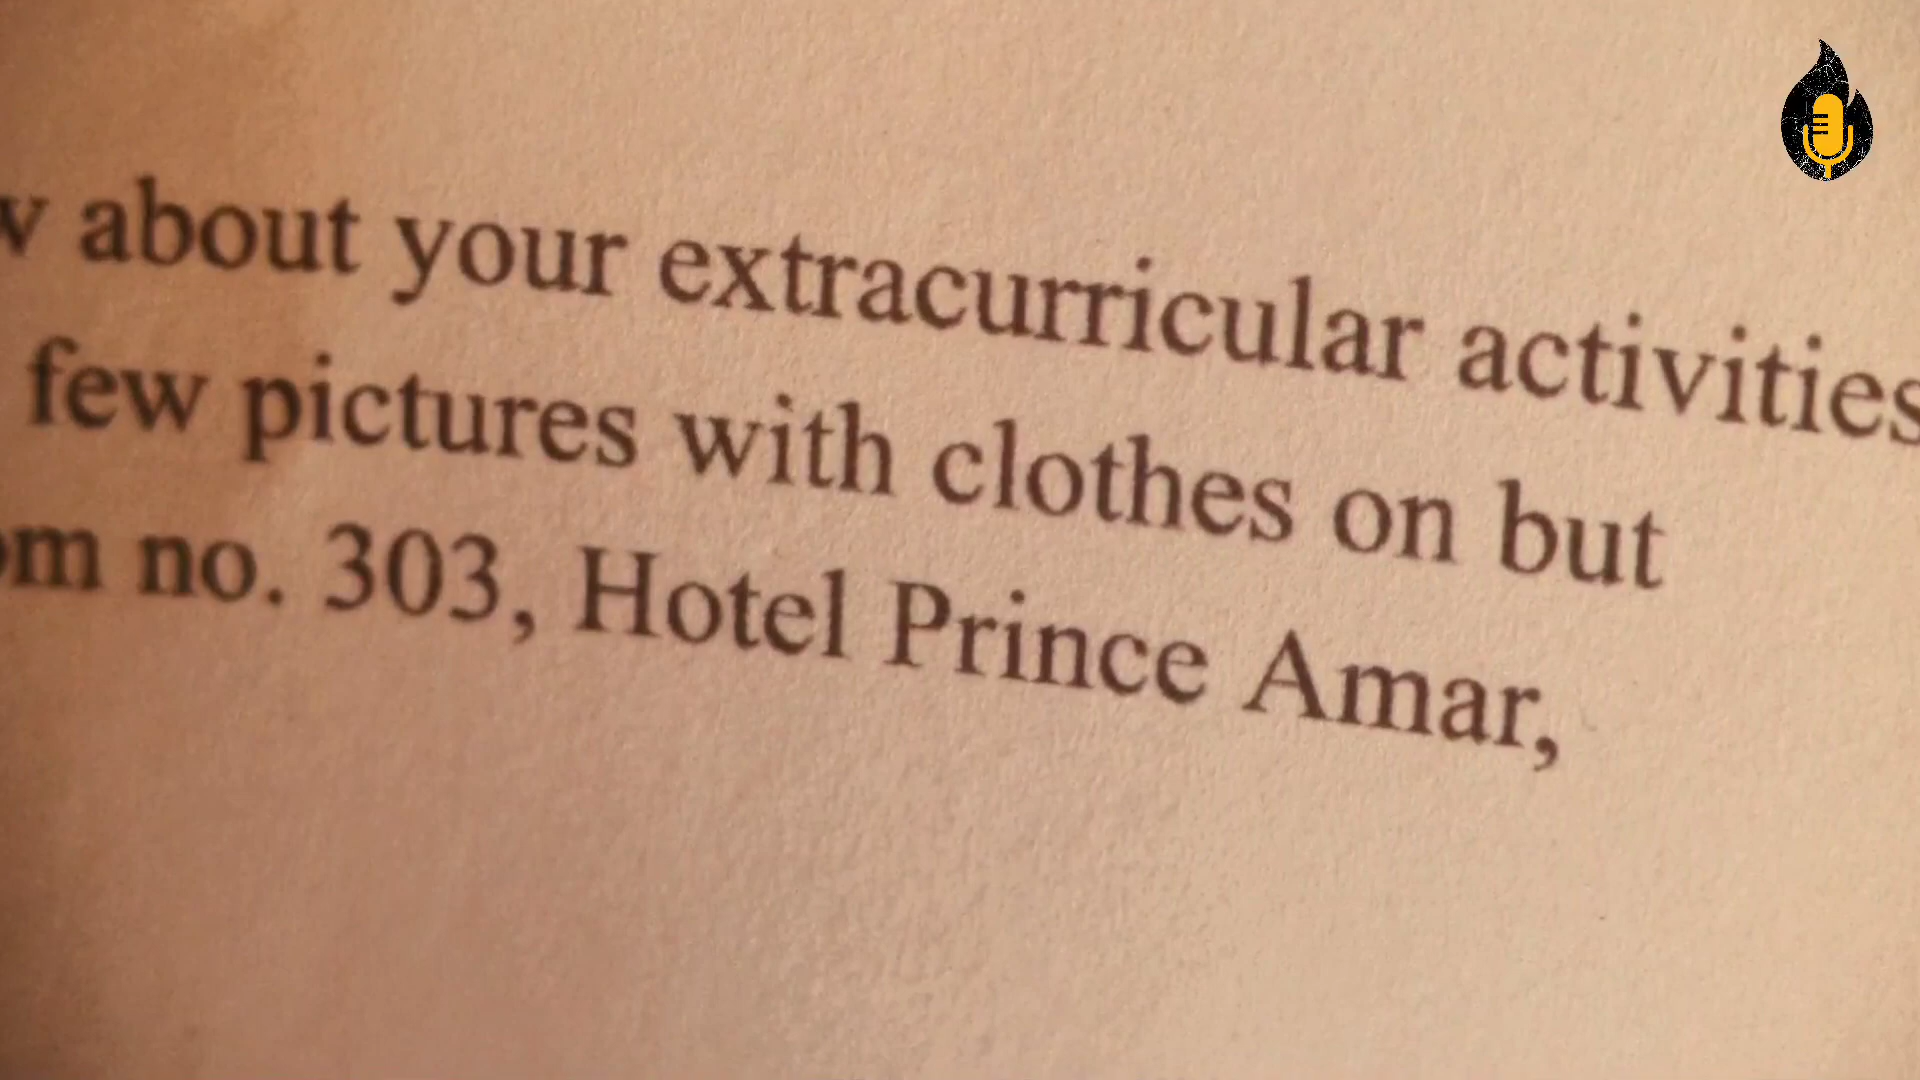 about your extracurricular activities
few pictures with clothes on but
no. 303, Hotel Prince Amar,